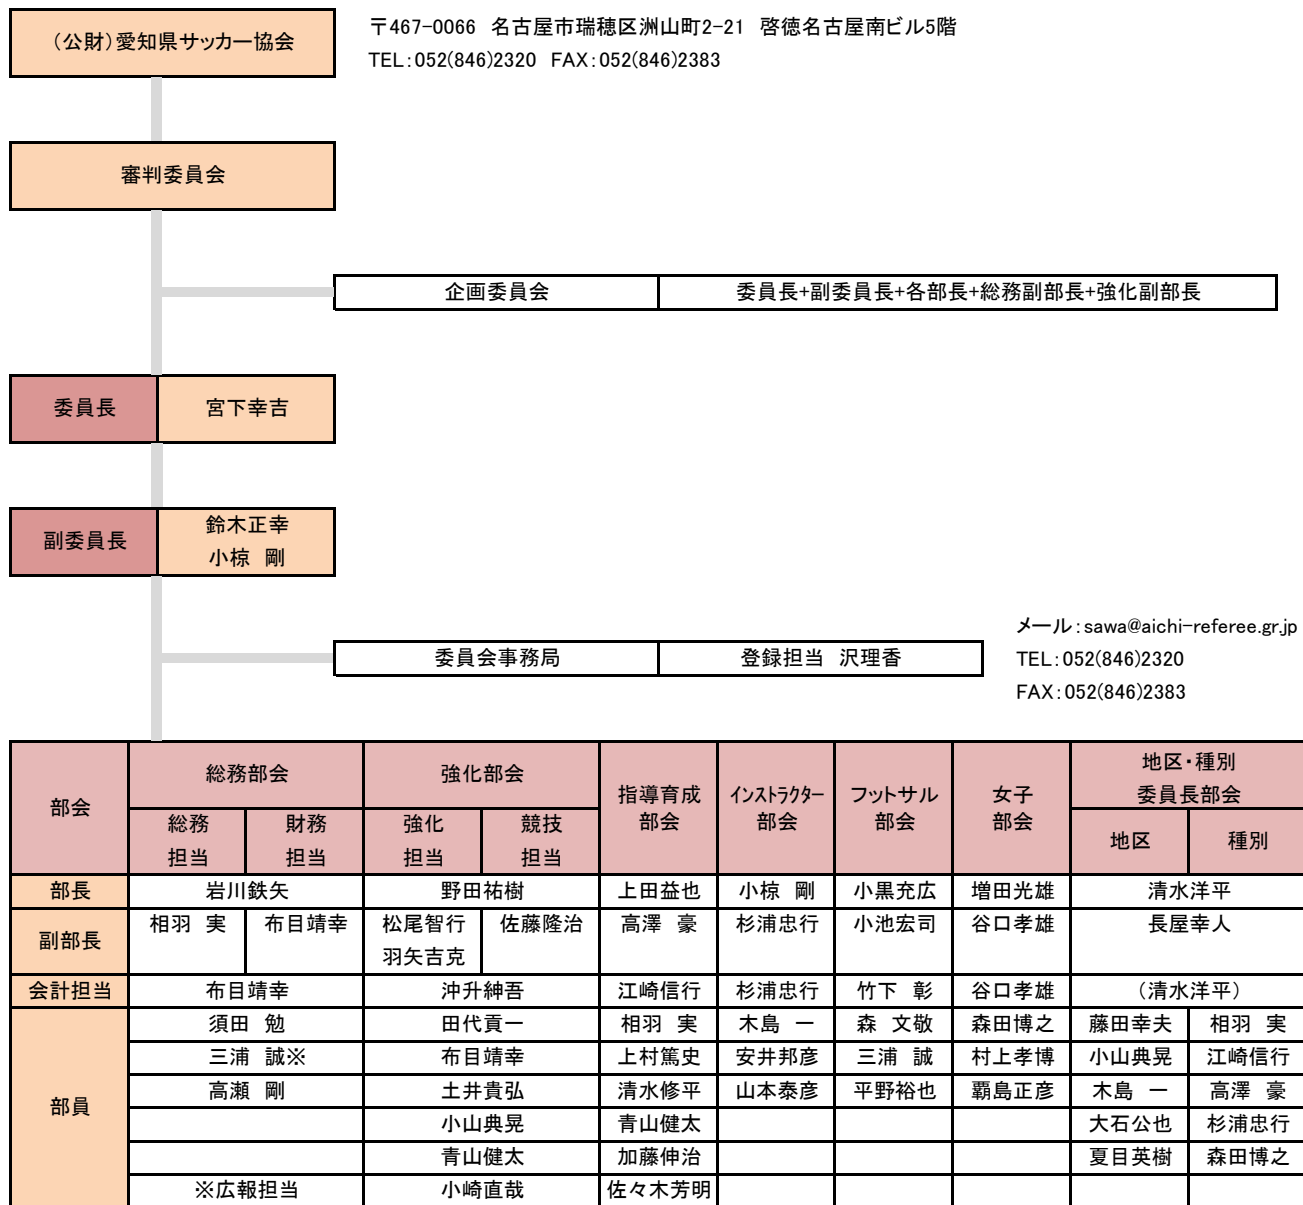 （公財）愛知県サッカー協会
〒467-0066 名古屋市瑞穂区洲山町2-21 啓徳名古屋南ビル5階
TEL：052(846)2320 FAX：052(846)2383
審判委員会
企画委員会 委員長+副委員長+各部長+総務副部長+強化副部長
委員長 宮下幸吉
副委員長 鈴木正幸
小椋 剛
メール：sawa@aichi-referee.gr.jp
委員会事務局 登録担当 沢理香
TEL：052(846)2320
FAX：052(846)2383
部会 総務部会 強化部会 指導育成部会 インストラクター部会 フットサル部会 女子部会 地区・種別委員長部会
総務担当 財務担当 強化担当 競技担当 地区 種別
部長 岩川鉄矢 野田祐樹 上田益也 小椋 剛 小黒充広 増田光雄 清水洋平
副部長 相羽 実 布目靖幸 松尾智行 佐藤隆治 高澤 豪 杉浦忠行 小池宏司 谷口孝雄 長屋幸人
羽矢吉克
会計担当 布目靖幸 沖升紳吾 江崎信行 杉浦忠行 竹下 彰 谷口孝雄 （清水洋平）
部員 須田 勉 田代貢一 相羽 実 木島 一 森 文敬 森田博之 藤田幸夫 相羽 実
三浦 誠※ 布目靖幸 上村篤史 安井邦彦 三浦 誠 村上孝博 小山典晃 江崎信行
高瀬 剛 土井貴弘 清水修平 山本泰彦 平野裕也 覇島正彦 木島 一 高澤 豪
小山典晃 青山健太 大石公也 杉浦忠行
青山健太 加藤伸治 夏目英樹 森田博之
※広報担当 小崎直哉 佐々木芳明